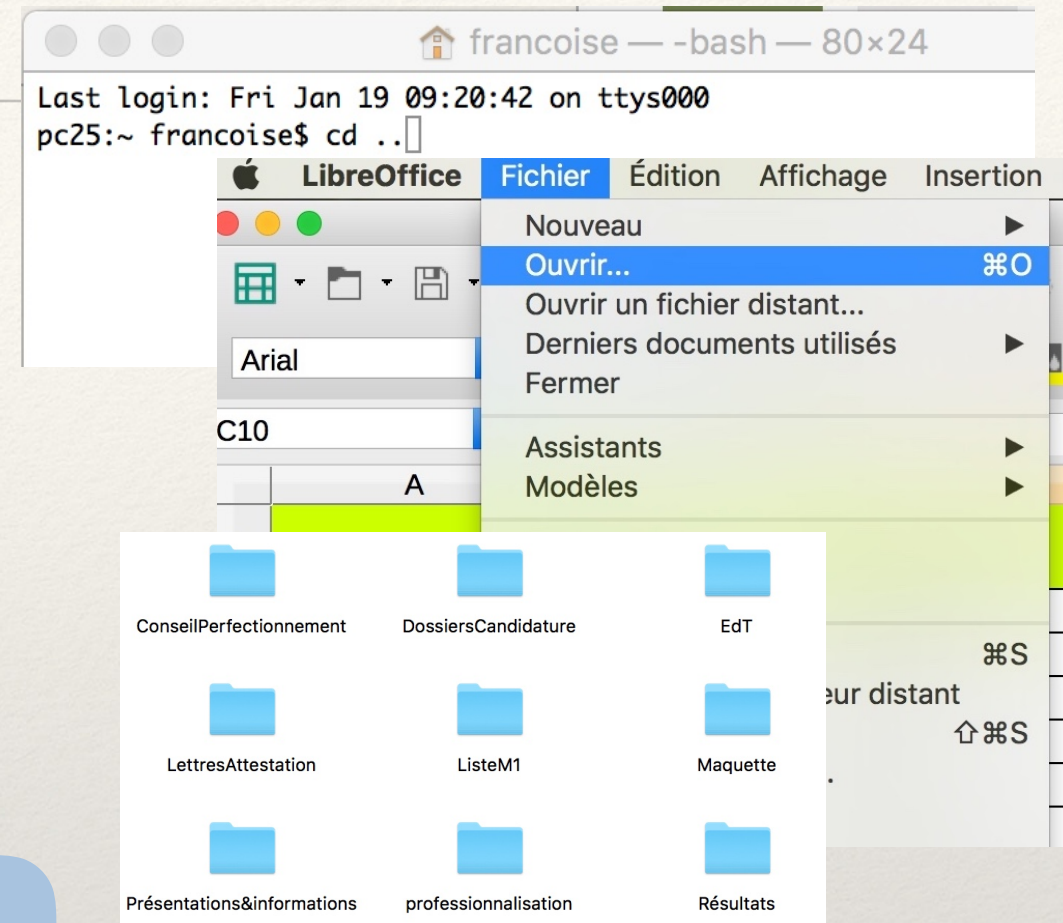 francoise — -bash — 80×24
Last login: Fri Jan 19 09:20:42 on ttys000
pc25:~ francoise$ cd ..
LibreOffice Fichier Édition Affichage Insertion
Nouveau
Ouvrir... ⌘O
Ouvrir un fichier distant...
Derniers documents utilisés
Fermer
Arial
C10
A
Assistants
Modèles
⌘S
distant
⇧⌘S
ConseilPerfectionnement DossiersCandidature EdT
LettresAttestation ListeM1 Maquette
Présentations&informations professionnalisation Résultats